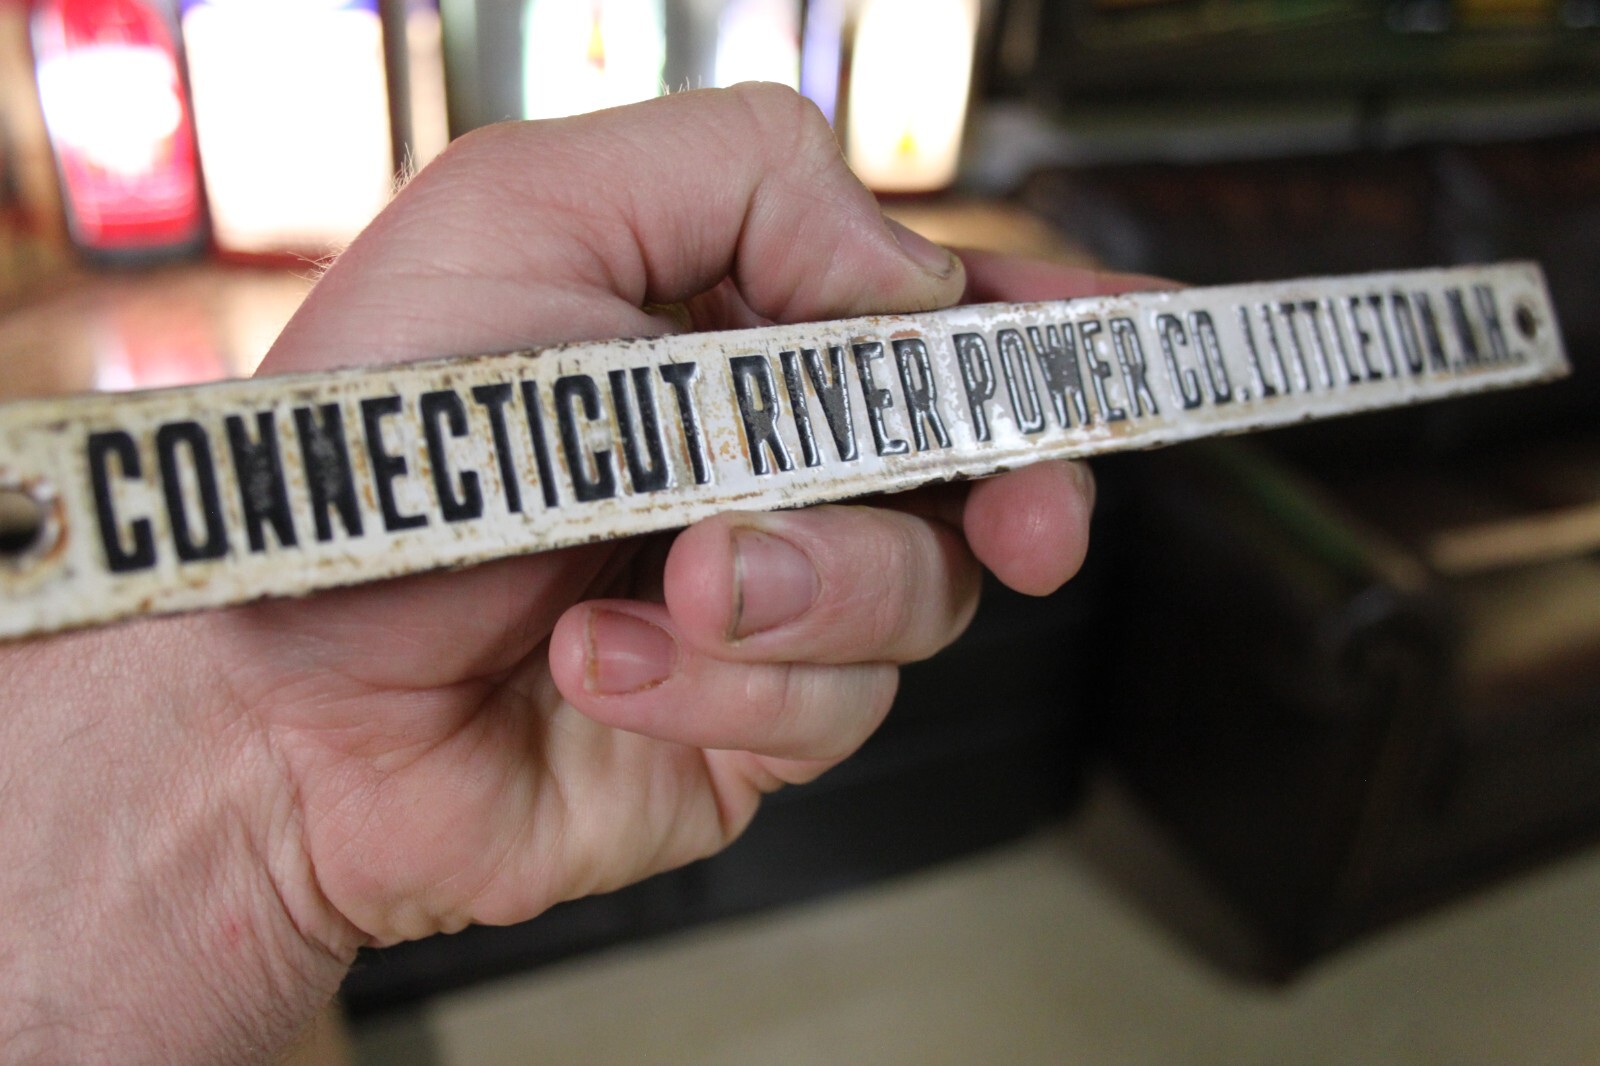 CONNECTICUT RIVER POWER CO. LITTLETON. N.H.